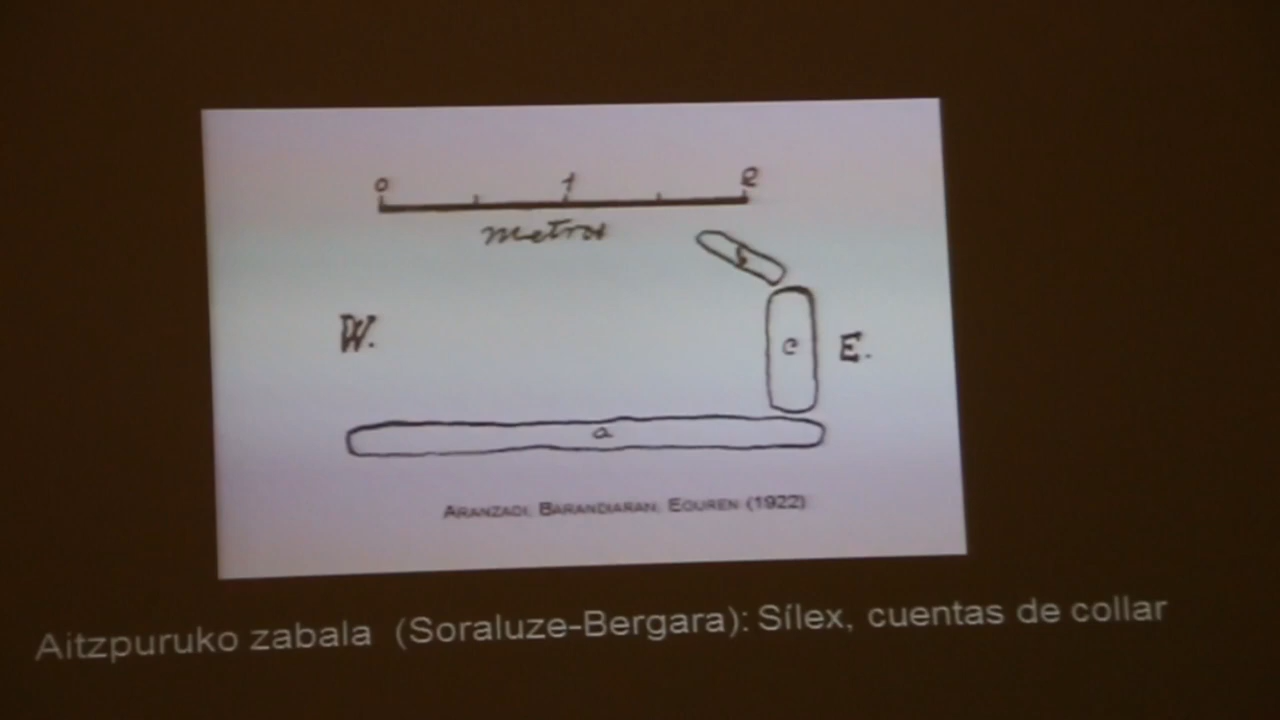 0 1 2
metros
b
W. c E.
a
ARANZADI, BARANDIARAN, EGUREN (1922)
Aitzpuruko zabala (Soraluze-Bergara): Sílex, cuentas de collar